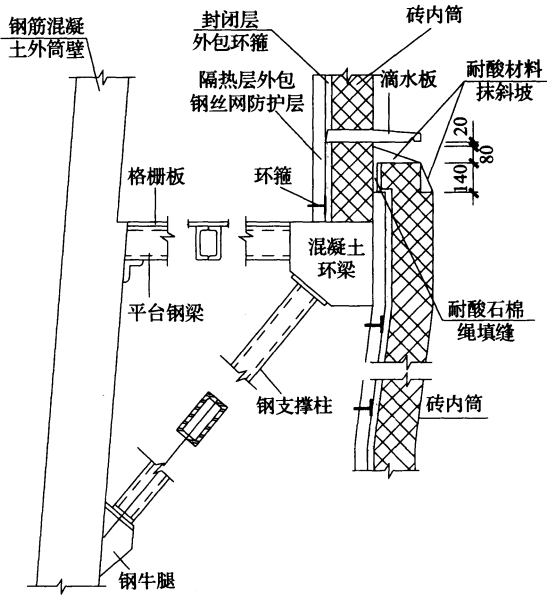 钢筋混凝
土外筒壁
封闭层
外包环箍
砖内筒
隔热层外包
钢丝网防护层
滴水板
耐酸材料
抹斜坡
20
80
140
格栅板
环箍
混凝土
环梁
平台钢梁
耐酸石棉
绳填缝
钢支撑柱
砖内筒
钢牛腿